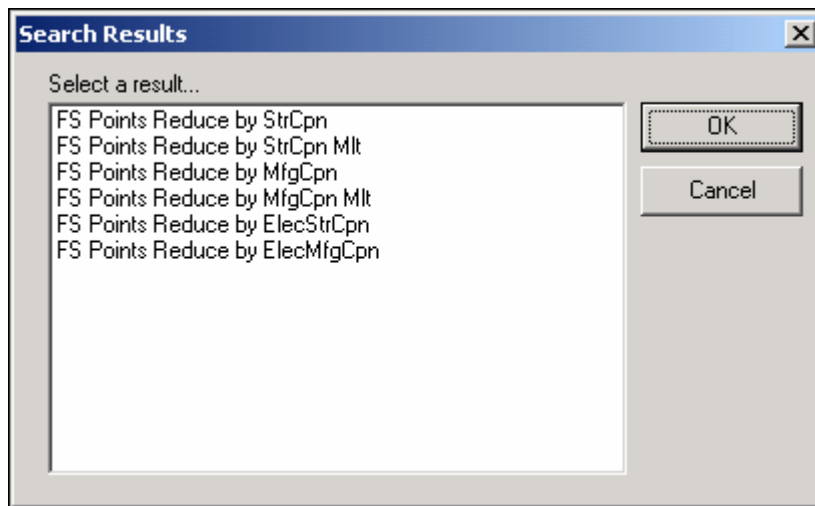 Search Results
Select a result...
FS Points Reduce by StrCpn
FS Points Reduce by StrCpn Mlt
FS Points Reduce by MfgCpn
FS Points Reduce by MfgCpn Mlt
FS Points Reduce by ElecStrCpn
FS Points Reduce by ElecMfgCpn
OK
Cancel